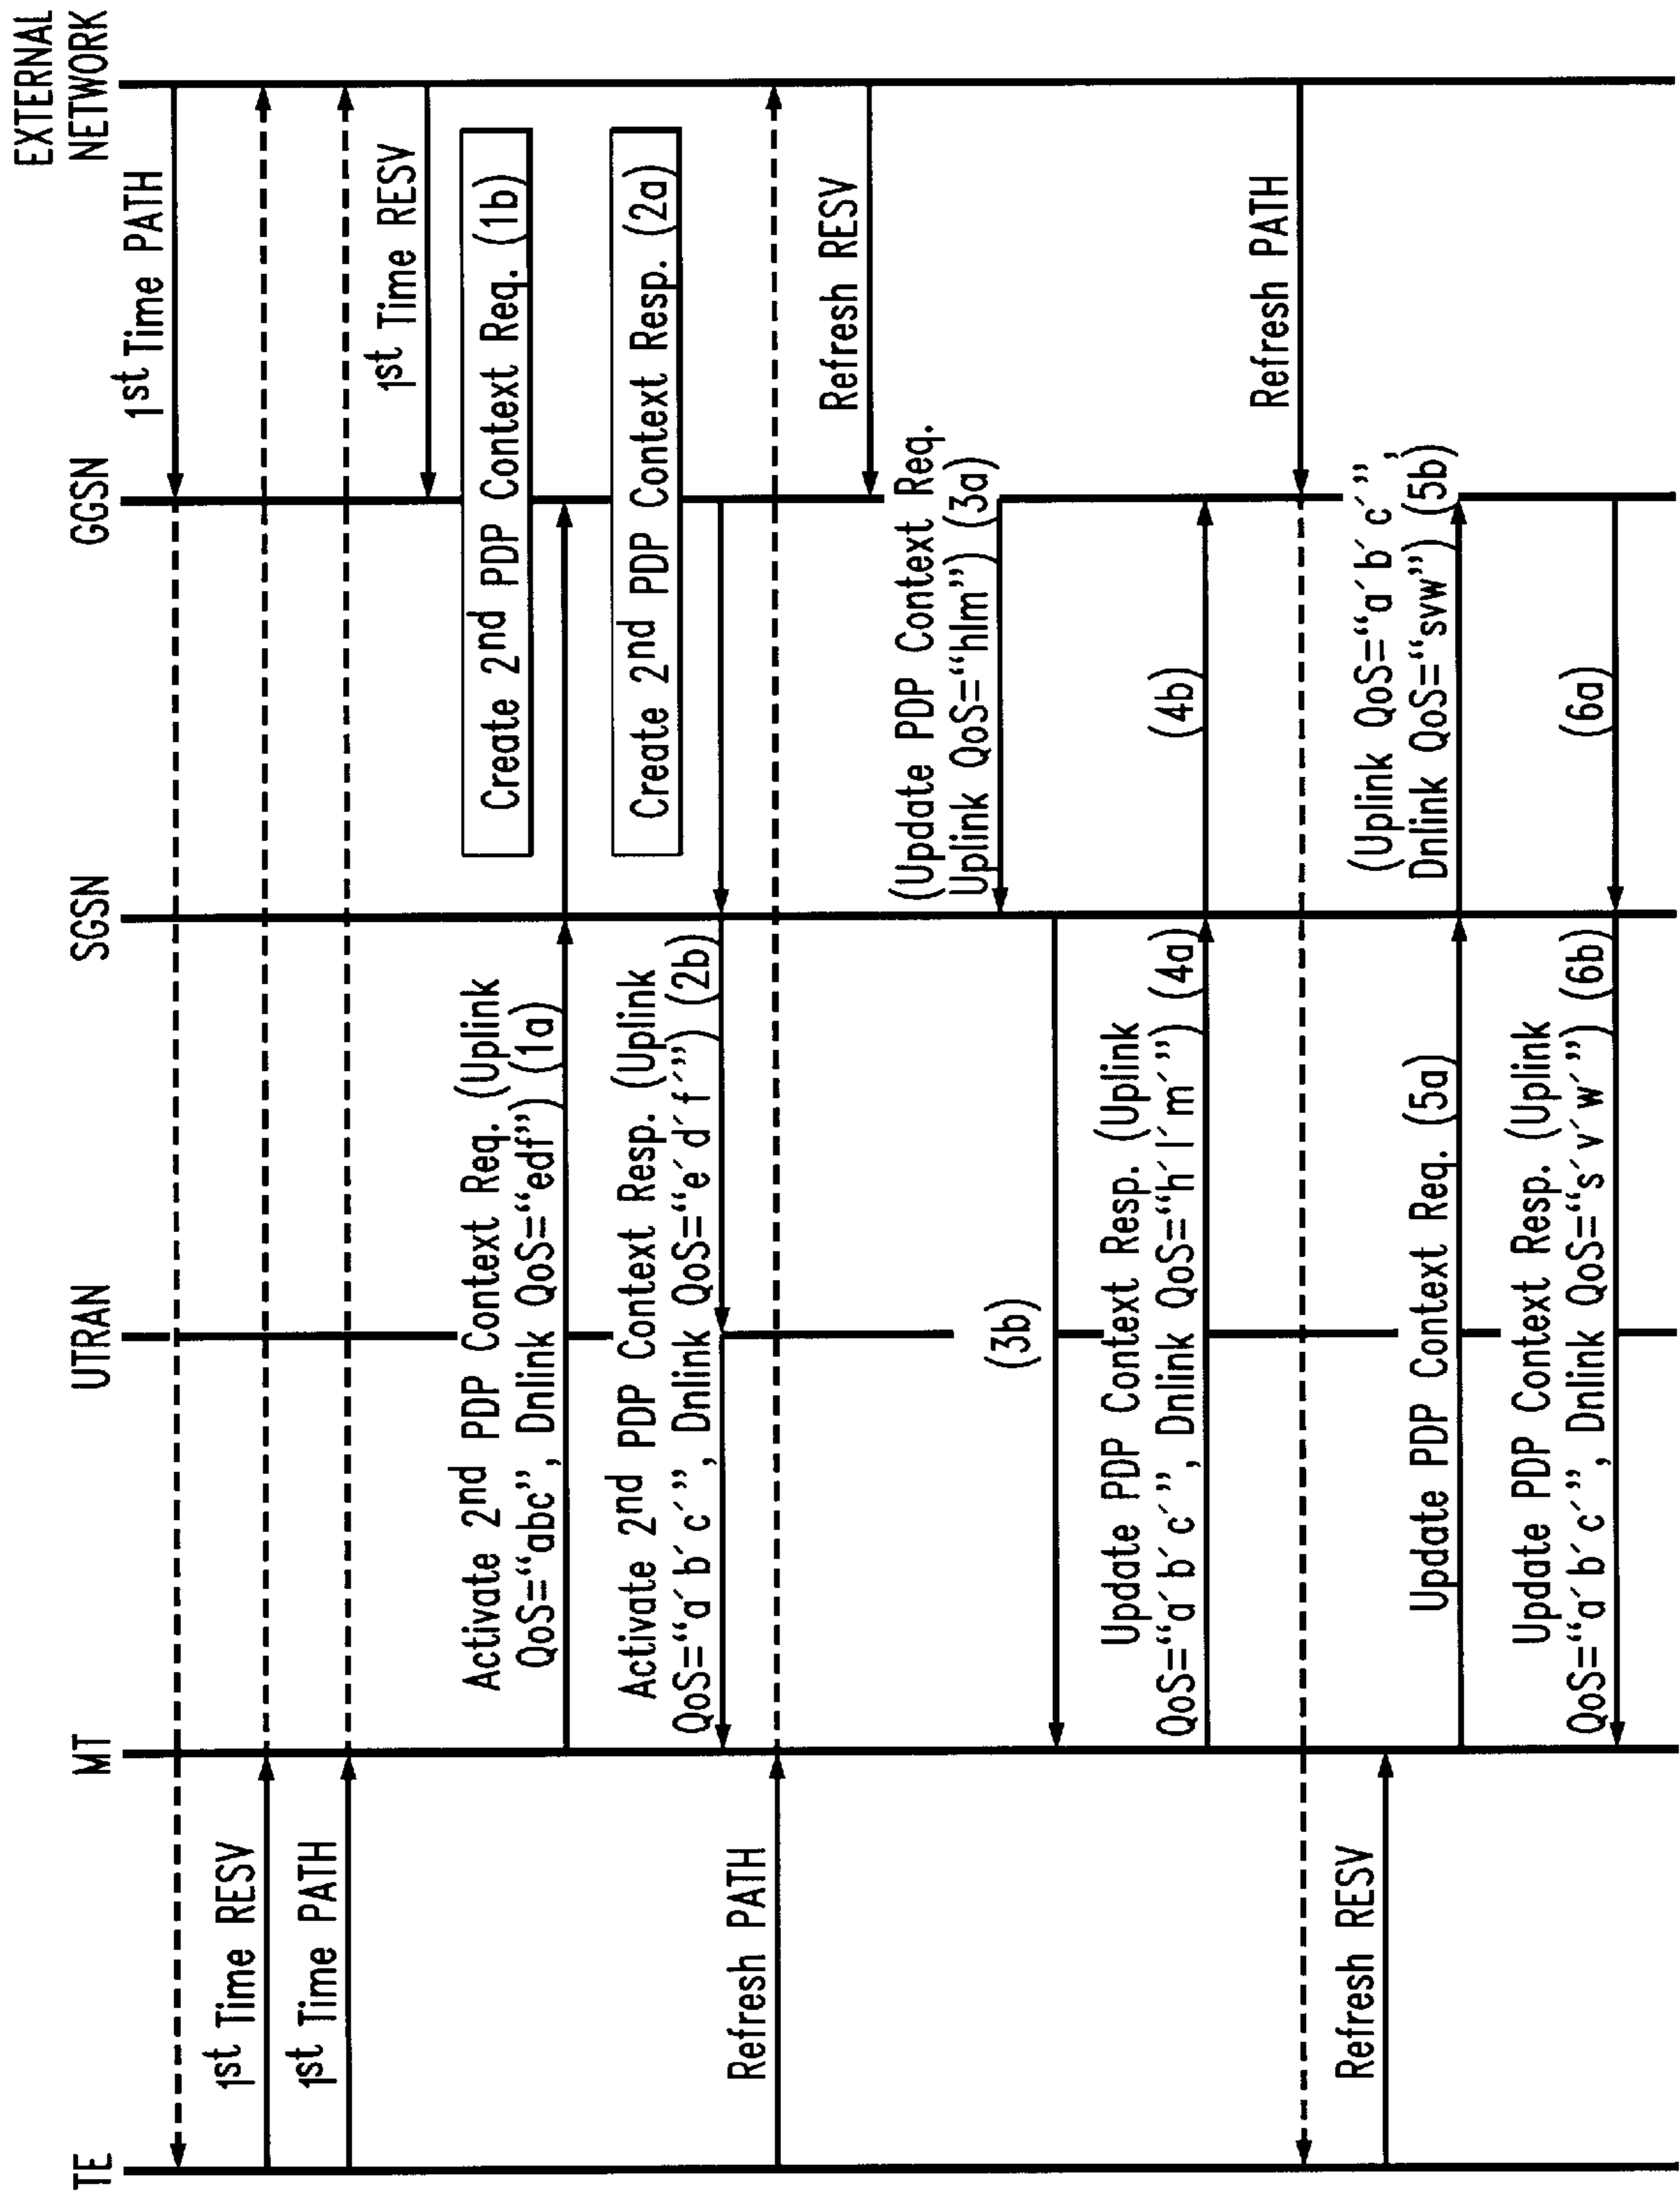 TE
MT
UTRAN
SGSN
GGSN
EXTERNAL
NETWORK
1st Time PATH
1st Time RESV
1st Time PATH
1st Time RESV
Activate 2nd PDP Context Req. (Uplink
QoS="abc", Dnlink QoS="edf") (1a)
Create 2nd PDP Context Req. (1b)
Activate 2nd PDP Context Resp. (Uplink
QoS="a´b´c´", Dnlink QoS="e´d´f´") (2b)
Create 2nd PDP Context Resp. (2a)
Refresh PATH
Refresh RESV
(Update PDP Context Req.
Uplink QoS="hlm") (3a)
(3b)
Update PDP Context Resp. (Uplink
QoS="a´b´c´", Dnlink QoS="h´l´m´") (4a)
(4b)
Refresh PATH
Refresh RESV
Update PDP Context Req. (5a)
(Uplink QoS="a´b´c´",
Dnlink QoS="svw") (5b)
Update PDP Context Resp. (Uplink
QoS="a´b´c´", Dnlink QoS="s´v´w´") (6b)
(6a)